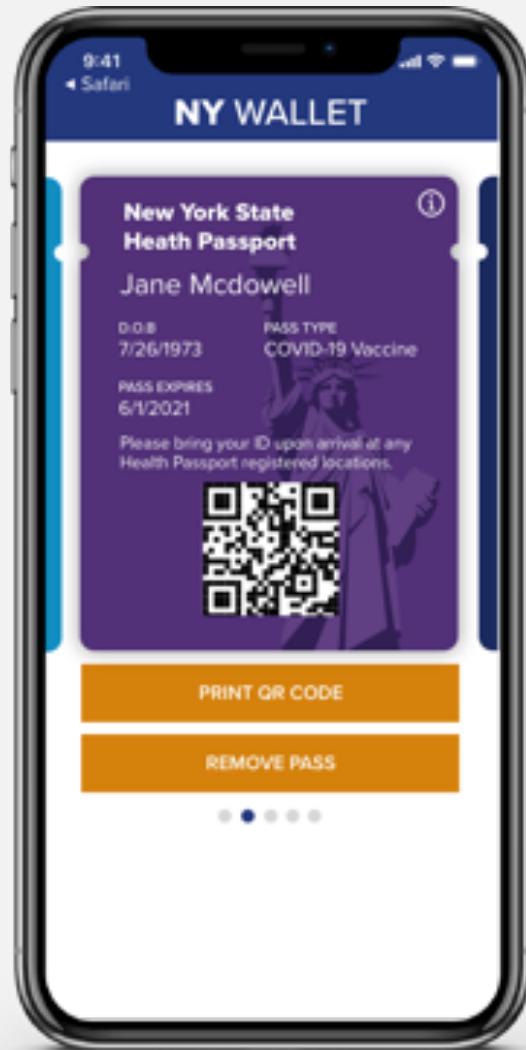 9:41
◀ Safari
NY WALLET
New York State
Heath Passport
Jane Mcdowell
D.O.B PASS TYPE
7/26/1973 COVID-19 Vaccine
PASS EXPIRES
6/1/2021
Please bring your ID upon arrival at any
Health Passport registered locations.
PRINT QR CODE
REMOVE PASS